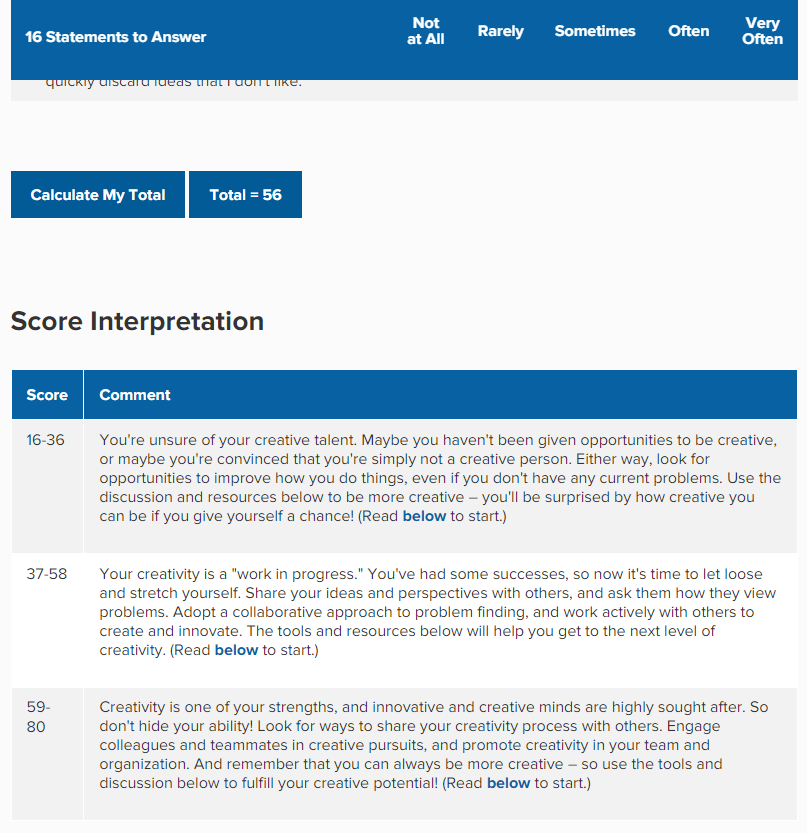 16 Statements to Answer
Not
at All
Rarely
Sometimes
Often
Very
Often
quickly discard ideas that I don't like.
Calculate My Total
Total = 56
Score Interpretation
Score
Comment
16-36
You're unsure of your creative talent. Maybe you haven't been given opportunities to be creative,
or maybe you're convinced that you're simply not a creative person. Either way, look for
opportunities to improve how you do things, even if you don't have any current problems. Use the
discussion and resources below to be more creative – you'll be surprised by how creative you
can be if you give yourself a chance! (Read below to start.)
37-58
Your creativity is a "work in progress." You've had some successes, so now it's time to let loose
and stretch yourself. Share your ideas and perspectives with others, and ask them how they view
problems. Adopt a collaborative approach to problem finding, and work actively with others to
create and innovate. The tools and resources below will help you get to the next level of
creativity. (Read below to start.)
59-
80
Creativity is one of your strengths, and innovative and creative minds are highly sought after. So
don't hide your ability! Look for ways to share your creativity process with others. Engage
colleagues and teammates in creative pursuits, and promote creativity in your team and
organization. And remember that you can always be more creative – so use the tools and
discussion below to fulfill your creative potential! (Read below to start.)